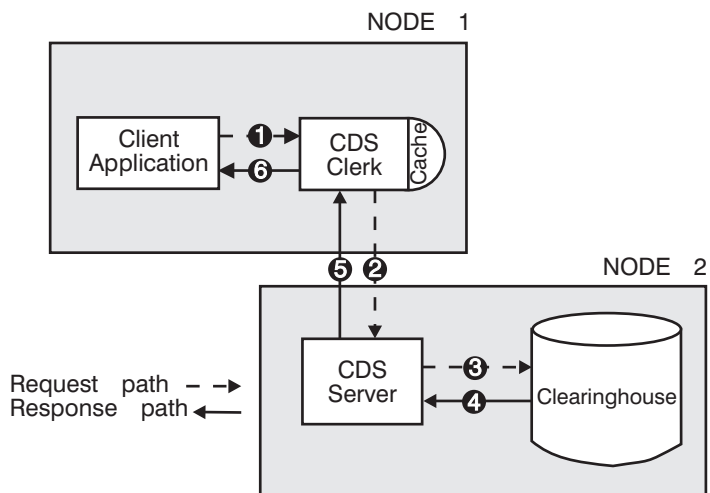 NODE 1
Client
Application
1
CDS
Clerk
Cache
6
5
2
NODE 2
CDS
Server
3
4
Clearinghouse
Request path
Response path